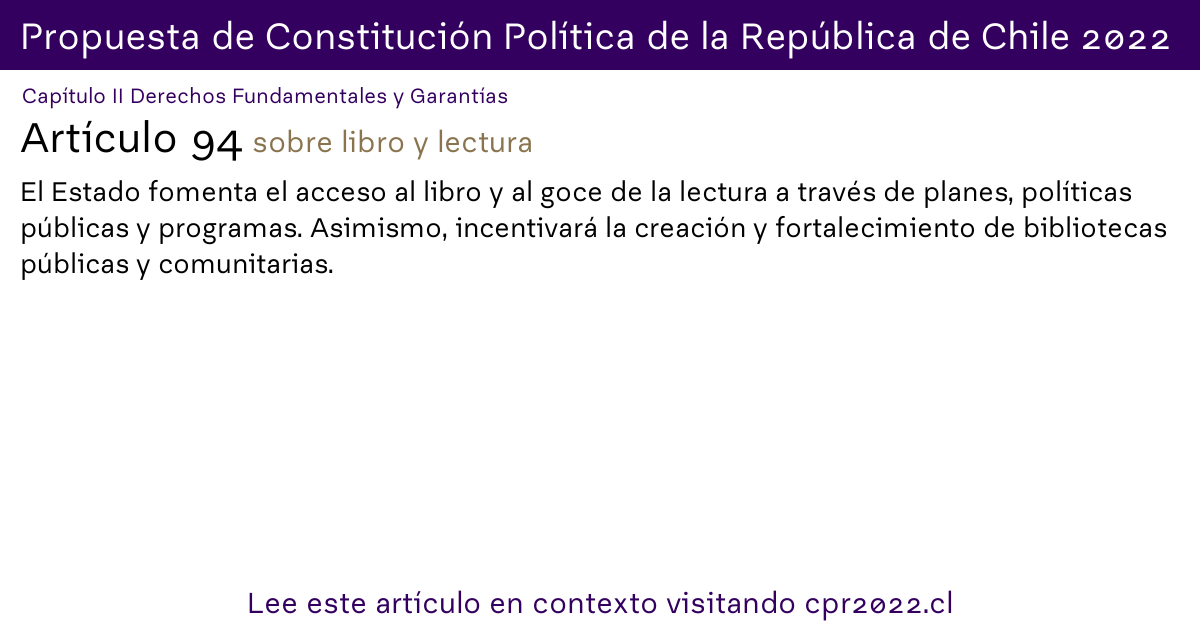 Propuesta de Constitución Política de la República de Chile 2022
Capítulo II Derechos Fundamentales y Garantías
Artículo 94 sobre libro y lectura
El Estado fomenta el acceso al libro y al goce de la lectura a través de planes, políticas
públicas y programas. Asimismo, incentivará la creación y fortalecimiento de bibliotecas
públicas y comunitarias.
Lee este artículo en contexto visitando cpr2022.cl